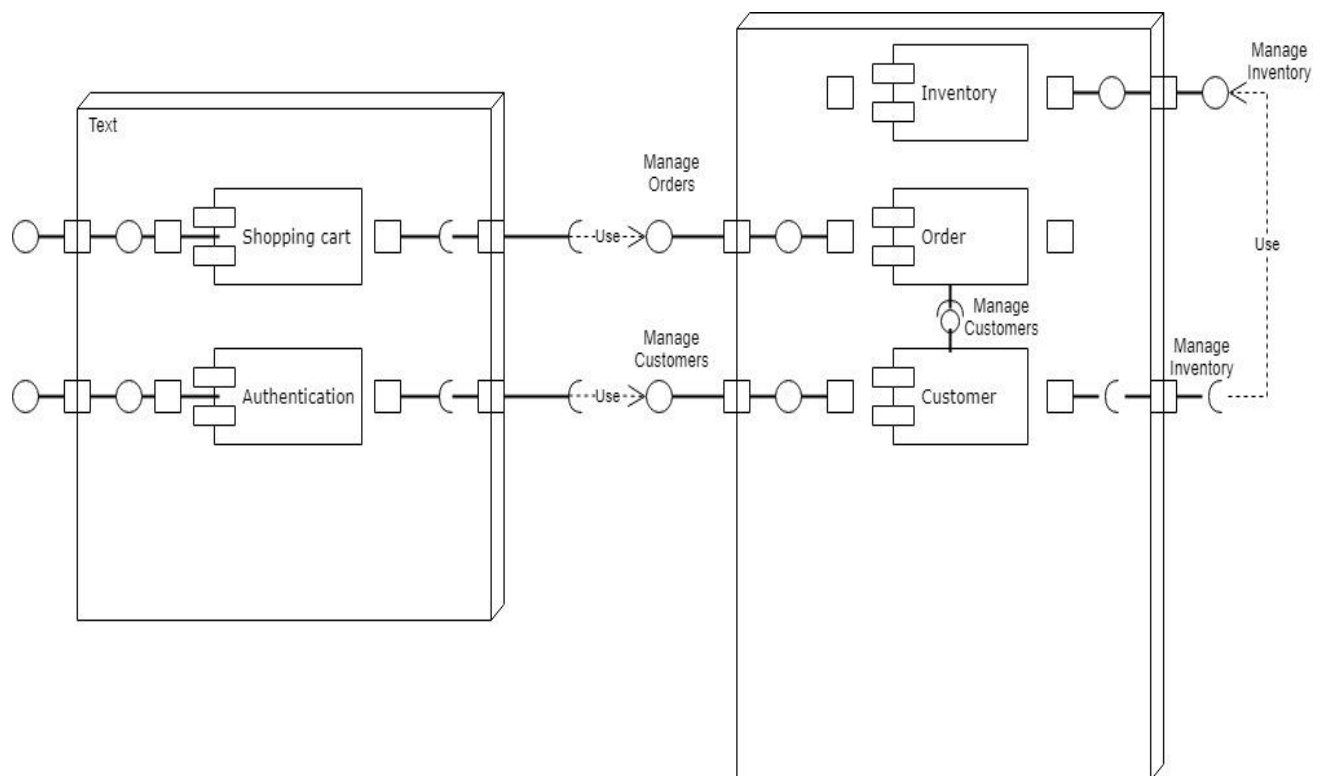 Manage
Inventory
Inventory
Text
Manage
Orders
Shopping cart
Use
Order
Use
Manage
Customers
Manage
Customers
Manage
Inventory
Authentication
Use
Customer